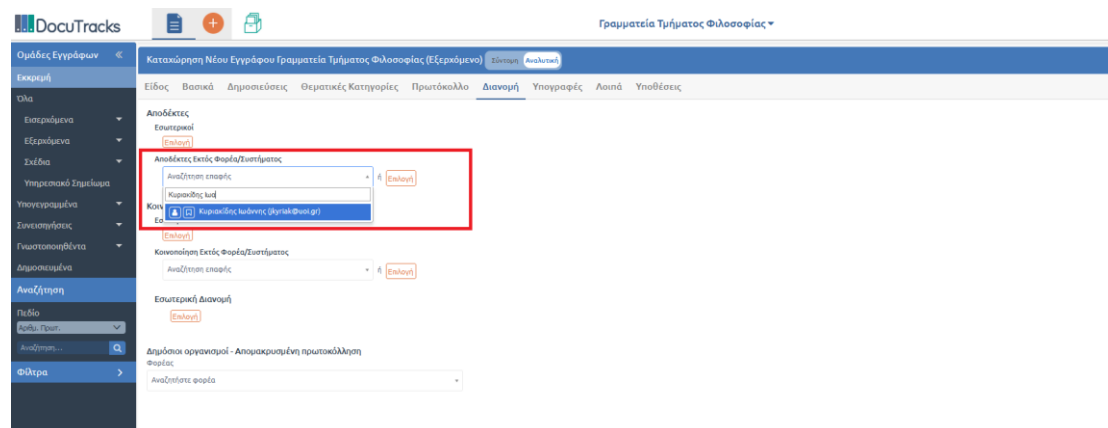 DocuTracks
Γραμματεία Τμήματος Φιλοσοφίας
Ομάδες Εγγράφων
Εκκρεμή
Όλα
Εισερχόμενα
Εξερχόμενα
Σχέδια
Υπηρεσιακό Σημείωμα
Υπογεγραμμένα
Συνεισηγήσεις
Γνωστοποιηθέντα
Δημοσιευμένα
Αναζήτηση
Πεδίο
Αριθμ. Πρωτ.
Αναζήτηση...
Φίλτρα
Καταχώρηση Νέου Εγγράφου Γραμματεία Τμήματος Φιλοσοφίας (Εξερχόμενο) Σύντομη Αναλυτική
Είδος Βασικά Δημοσιεύσεις Θεματικές Κατηγορίες Πρωτόκολλο Διανομή Υπογραφές Λοιπά Υποθέσεις
Αποδέκτες
Εσωτερικοί
Επιλογή
Αποδέκτες Εκτός Φορέα/Συστήματος
Αναζήτηση επαφής ή Επιλογή
Κυριακίδης Ιωα
Κυριακίδης Ιωάννης (jkyriak@uoi.gr)
Επιλογή
Κοινοποίηση Εκτός Φορέα/Συστήματος
Αναζήτηση επαφής ή Επιλογή
Εσωτερική Διανομή
Επιλογή
Δημόσιοι οργανισμοί - Απομακρυσμένη πρωτοκόλληση
Φορέας
Αναζητήστε φορέα